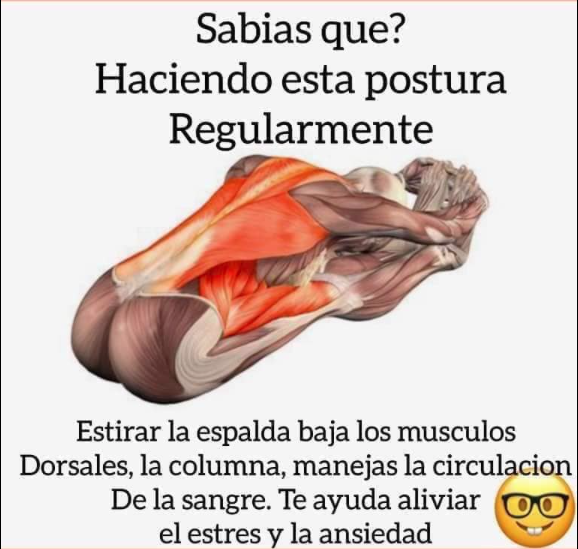 Sabias que?
Haciendo esta postura
Regularmente
Estirar la espalda baja los musculos
Dorsales, la columna, manejas la circulacion
De la sangre. Te ayuda aliviar
el estres y la ansiedad